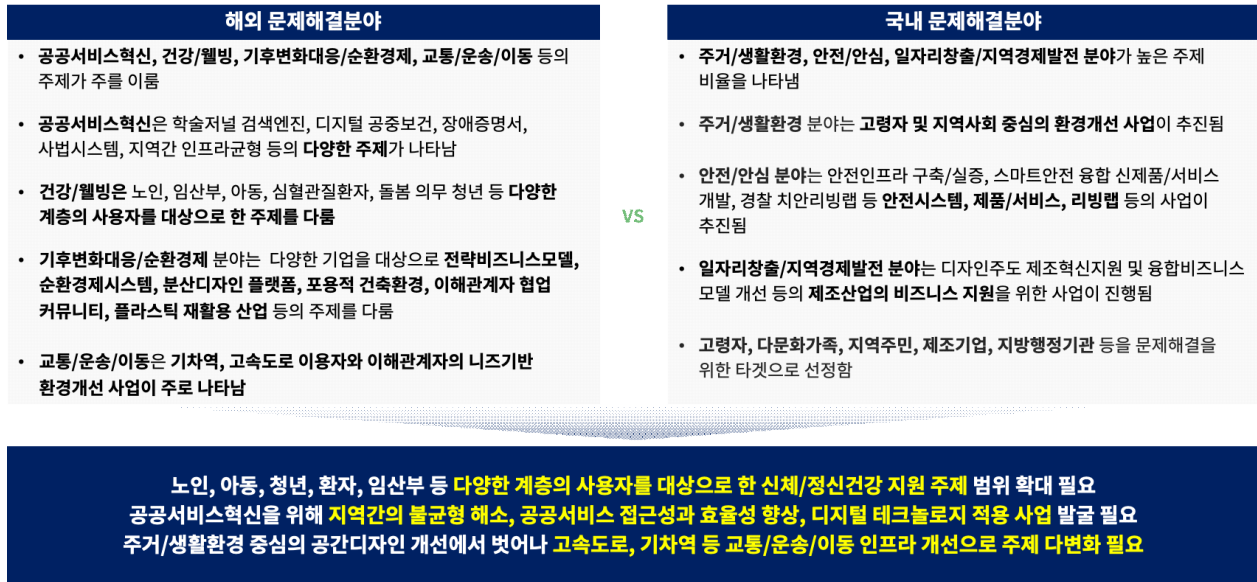 해외 문제해결분야
• 공공서비스혁신, 건강/웰빙, 기후변화대응/순환경제, 교통/운송/이동 등의
주제가 주를 이룸
• 공공서비스혁신은 학술저널 검색엔진, 디지털 공중보건, 장애증명서,
사법시스템, 지역간 인프라균형 등의 다양한 주제가 나타남
• 건강/웰빙은 노인, 임산부, 아동, 심혈관질환자, 돌봄 의무 청년 등 다양한
계층의 사용자를 대상으로 한 주제를 다룸
• 기후변화대응/순환경제 분야는 다양한 기업을 대상으로 전략비즈니스모델,
순환경제시스템, 분산디자인 플랫폼, 포용적 건축환경, 이해관계자 협업
커뮤니티, 플라스틱 재활용 산업 등의 주제를 다룸
• 교통/운송/이동은 기차역, 고속도로 이용자와 이해관계자의 니즈기반
환경개선 사업이 주로 나타남
VS
국내 문제해결분야
• 주거/생활환경, 안전/안심, 일자리창출/지역경제발전 분야가 높은 주제
비율을 나타냄
• 주거/생활환경 분야는 고령자 및 지역사회 중심의 환경개선 사업이 추진됨
• 안전/안심 분야는 안전인프라 구축/실증, 스마트안전 융합 신제품/서비스
개발, 경찰 치안리빙랩 등 안전시스템, 제품/서비스, 리빙랩 등의 사업이
추진됨
• 일자리창출/지역경제발전 분야는 디자인주도 제조혁신지원 및 융합비즈니스
모델 개선 등의 제조산업의 비즈니스 지원을 위한 사업이 진행됨
• 고령자, 다문화가족, 지역주민, 제조기업, 지방행정기관 등을 문제해결을
위한 타겟으로 선정함
노인, 아동, 청년, 환자, 임산부 등 다양한 계층의 사용자를 대상으로 한 신체/정신건강 지원 주제 범위 확대 필요
공공서비스혁신을 위해 지역간의 불균형 해소, 공공서비스 접근성과 효율성 향상, 디지털 테크놀로지 적용 사업 발굴 필요
주거/생활환경 중심의 공간디자인 개선에서 벗어나 고속도로, 기차역 등 교통/운송/이동 인프라 개선으로 주제 다변화 필요